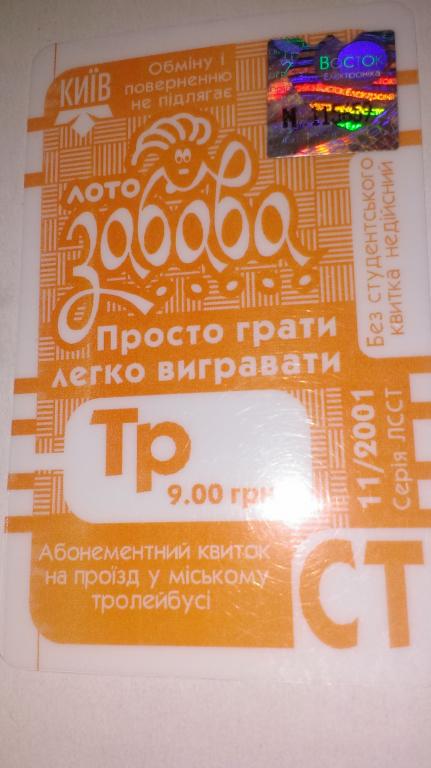 КИЇВ
Обміну і
поверненню
не підлягає
Восток
Електроніка
лото
забава
Просто грати
легко вигравати
Без студентського
квитка недійсний
Тр
9.00 грн
11/2001
Серія ЛССТ
Абонементний квиток
на проїзд у міському
тролейбусі
СТ